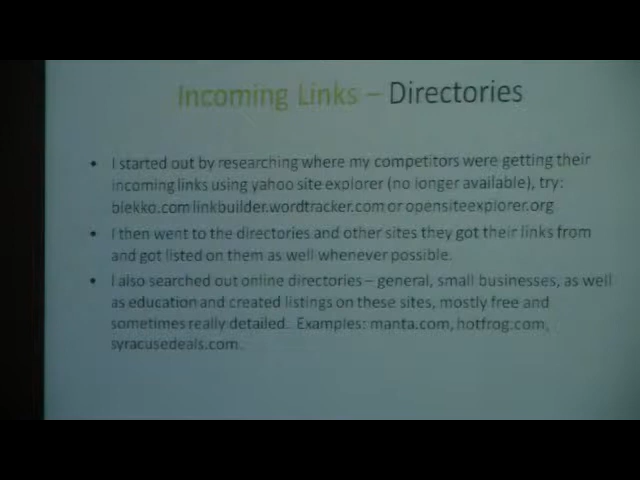 Incoming Links – Directories
• I started out by researching where my competitors were getting their
incoming links using yahoo site explorer (no longer available), try:
blekko.com linkbuilder.wordtracker.com or opensiteexplorer.org
• I then went to the directories and other sites they got their links from
and got listed on them as well whenever possible.
• I also searched out online directories – general, small businesses, as well
as education and created listings on these sites, mostly free and
sometimes really detailed. Examples: manta.com, hotfrog.com,
syracusedeals.com